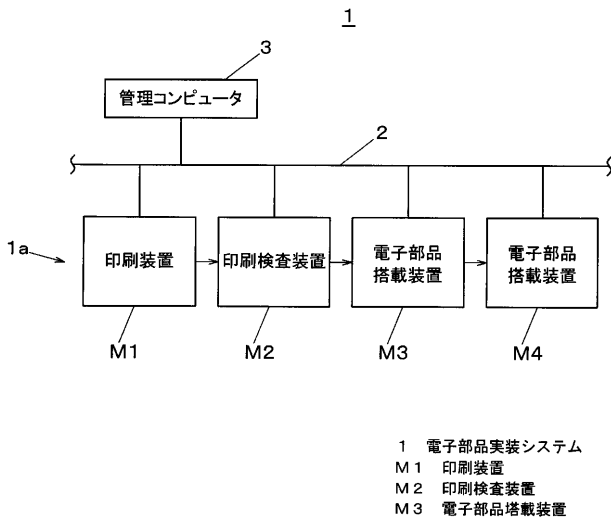 1
3
管理コンピュータ
2
1a
印刷装置
印刷検査装置
電子部品
搭載装置
電子部品
搭載装置
M1
M2
M3
M4
1 電子部品実装システム
M1 印刷装置
M2 印刷検査装置
M3 電子部品搭載装置